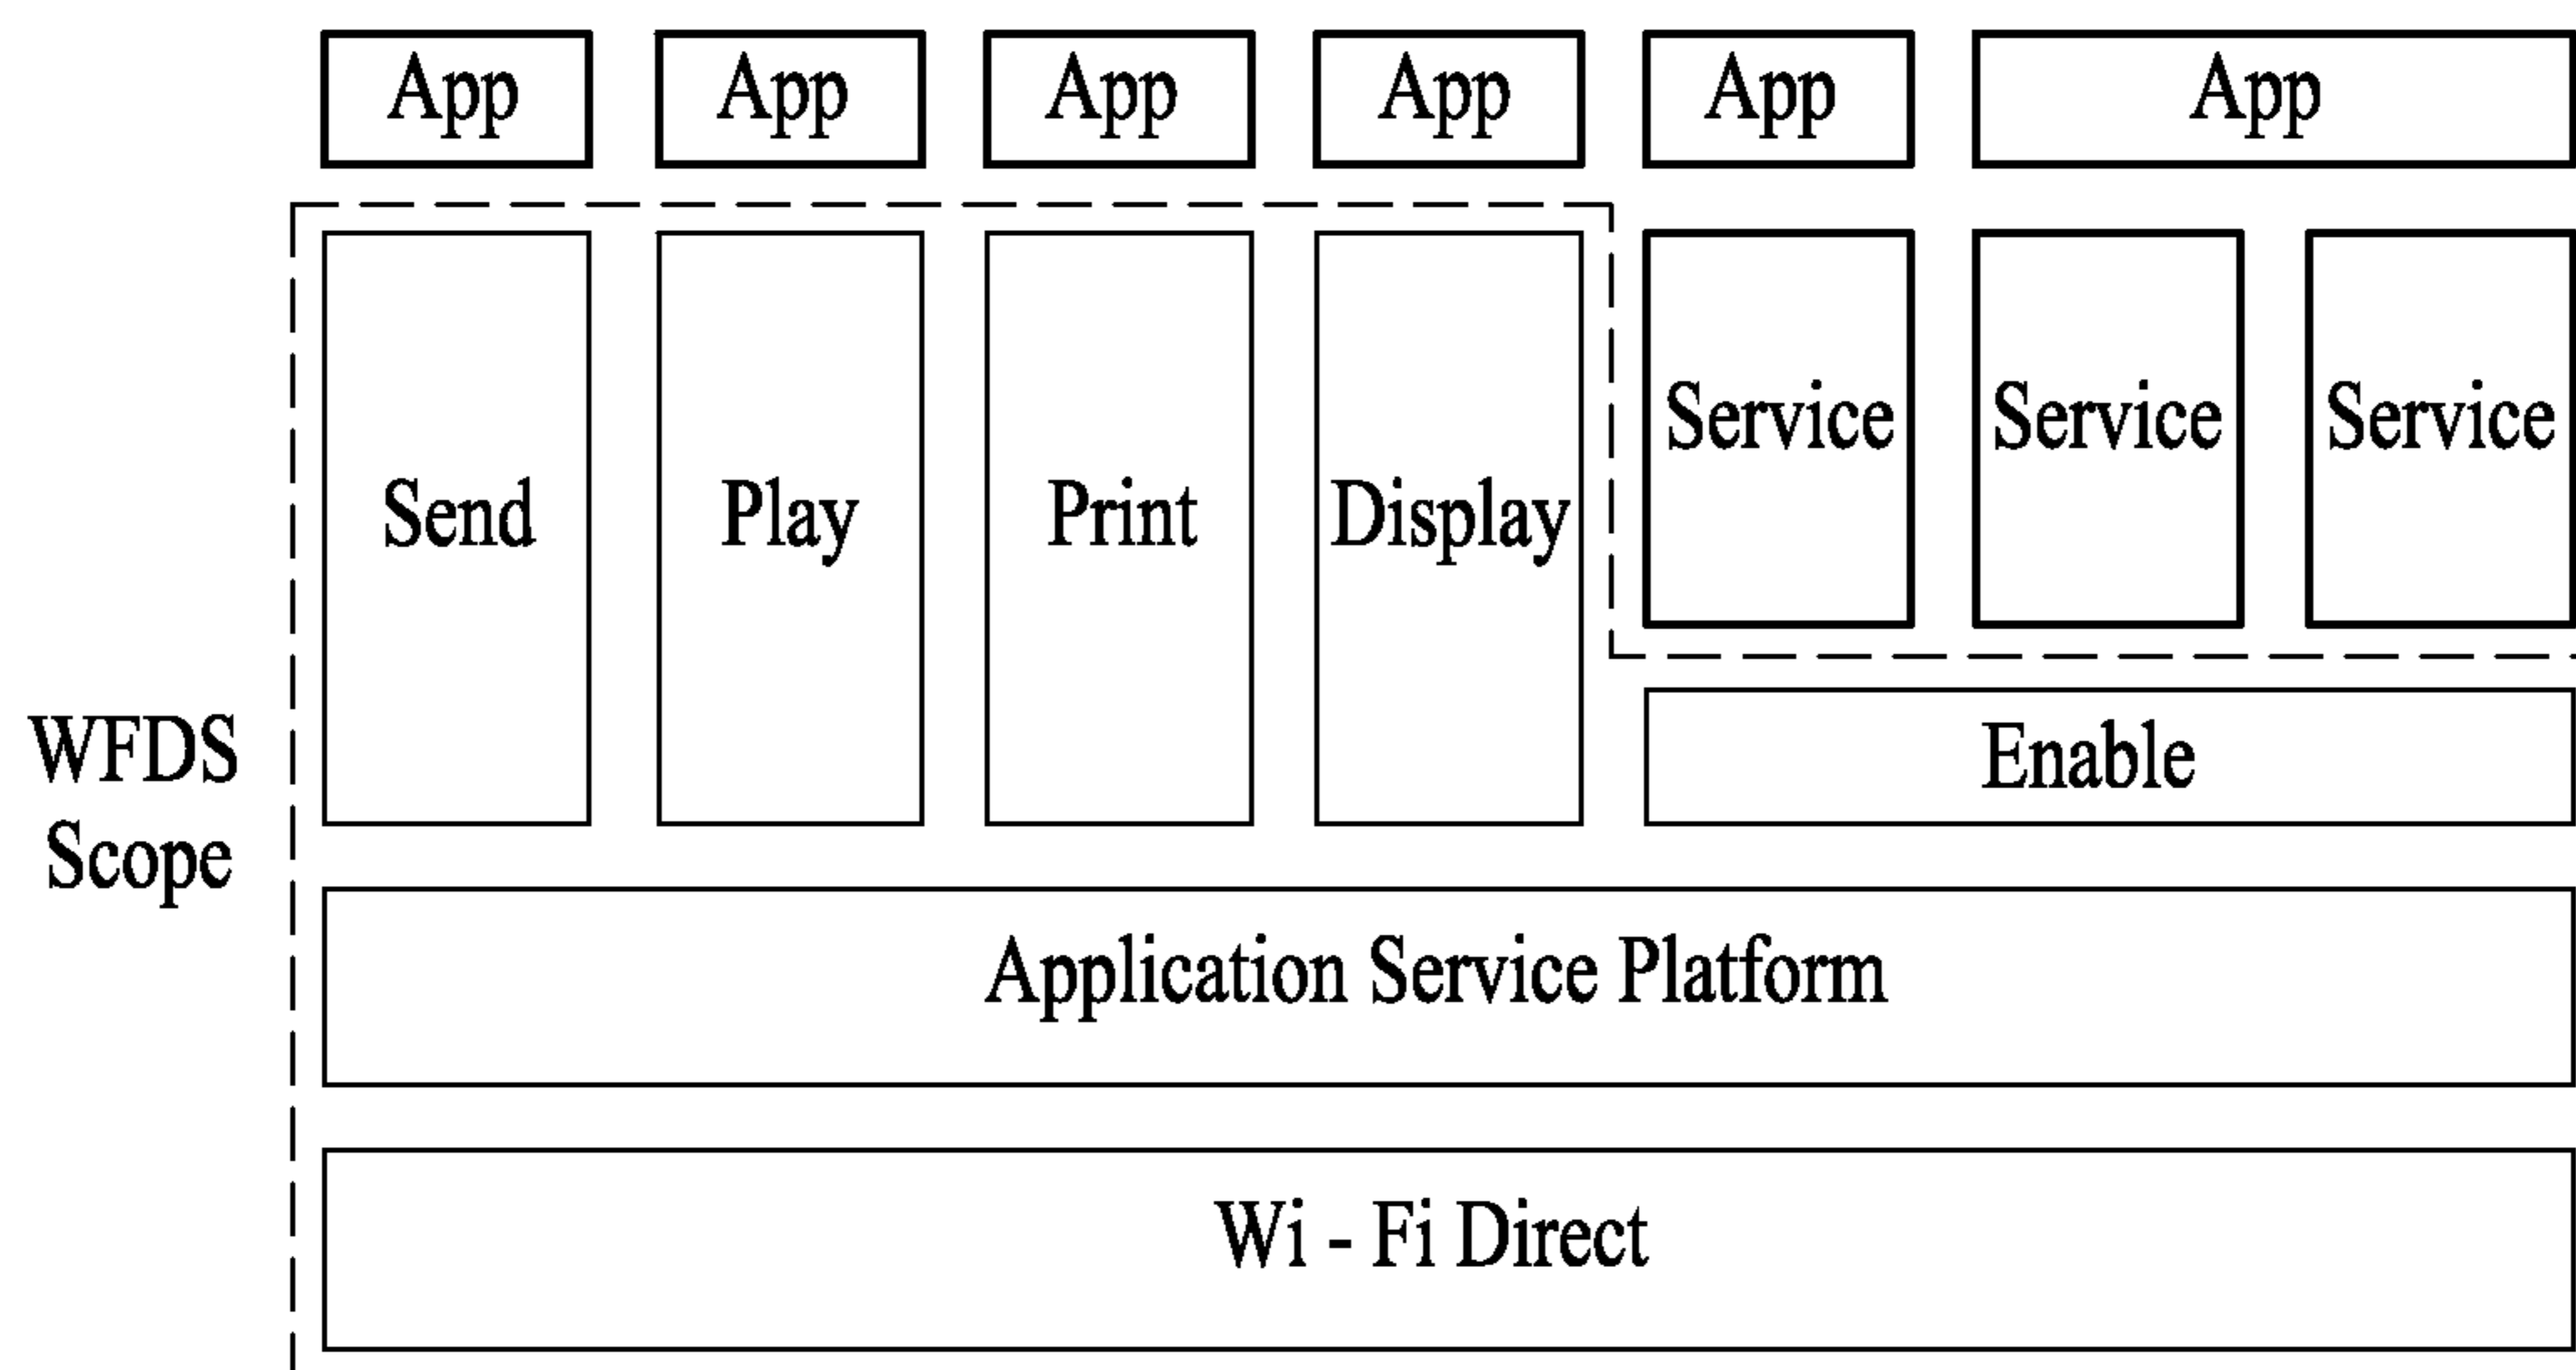 App
App
App
App
App
App
Service
Service
Service
Send
Play
Print
Display
WFDS
Scope
Enable
Application Service Platform
Wi - Fi Direct